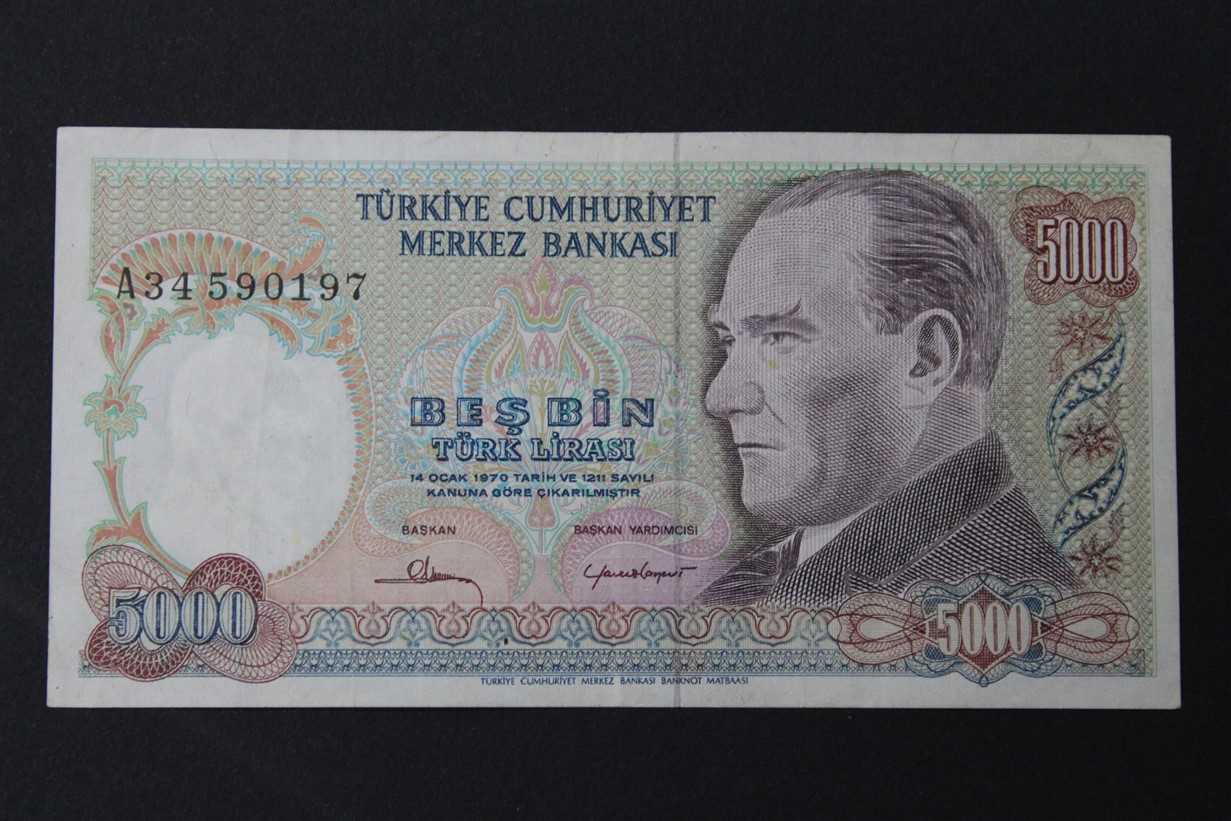 TÜRKİYE CUMHURİYET
MERKEZ BANKASI
5000
A34 590197
BEŞ BİN
TÜRK LİRASI
14 OCAK 1970 TARİH VE 1211 SAYILI
KANUNA GÖRE ÇIKARILMIŞTIR
BAŞKAN
BAŞKAN YARDIMCISI
5000
5000
TÜRKİYE CUMHURİYET MERKEZ BANKASI BANKNOT MATBAASI